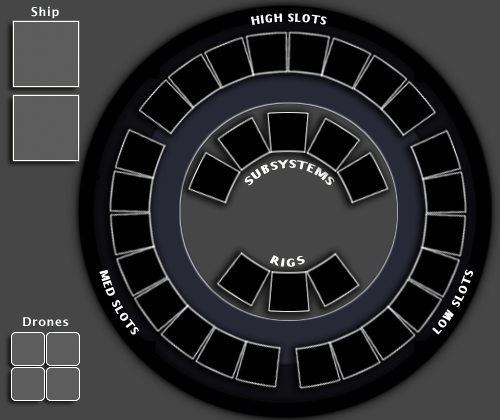 Ship
HIGH SLOTS
SUBSYSTEMS
RIGS
MED SLOTS
LOW SLOTS
Drones